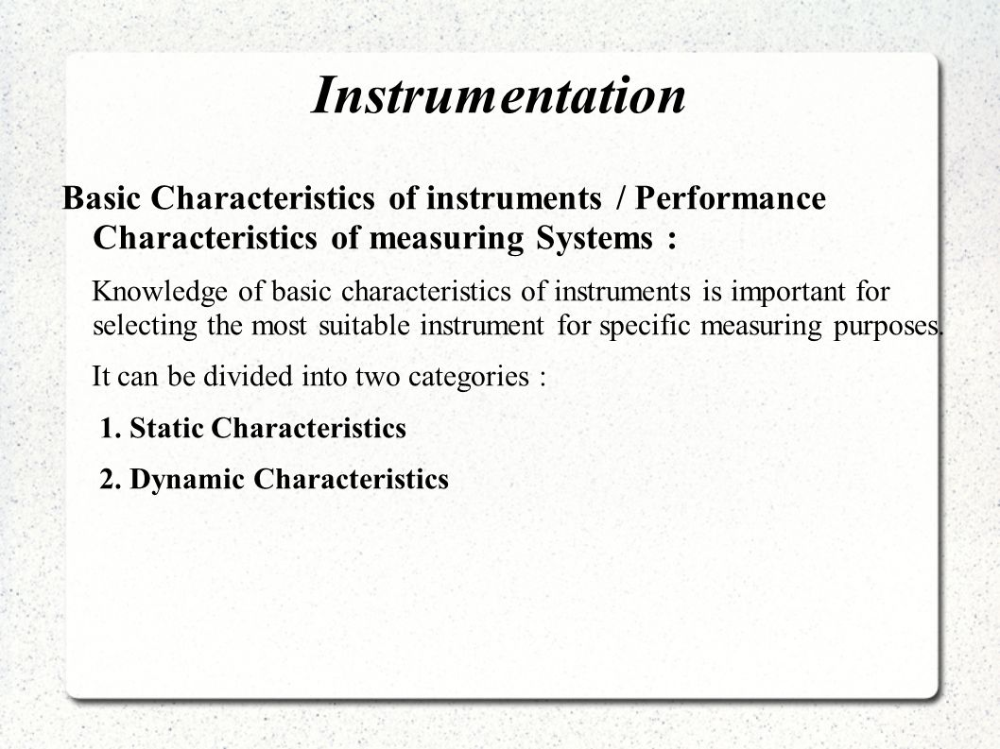 Instrumentation
Basic Characteristics of instruments / Performance
Characteristics of measuring Systems :
Knowledge of basic characteristics of instruments is important for
selecting the most suitable instrument for specific measuring purposes.
It can be divided into two categories :
1. Static Characteristics
2. Dynamic Characteristics